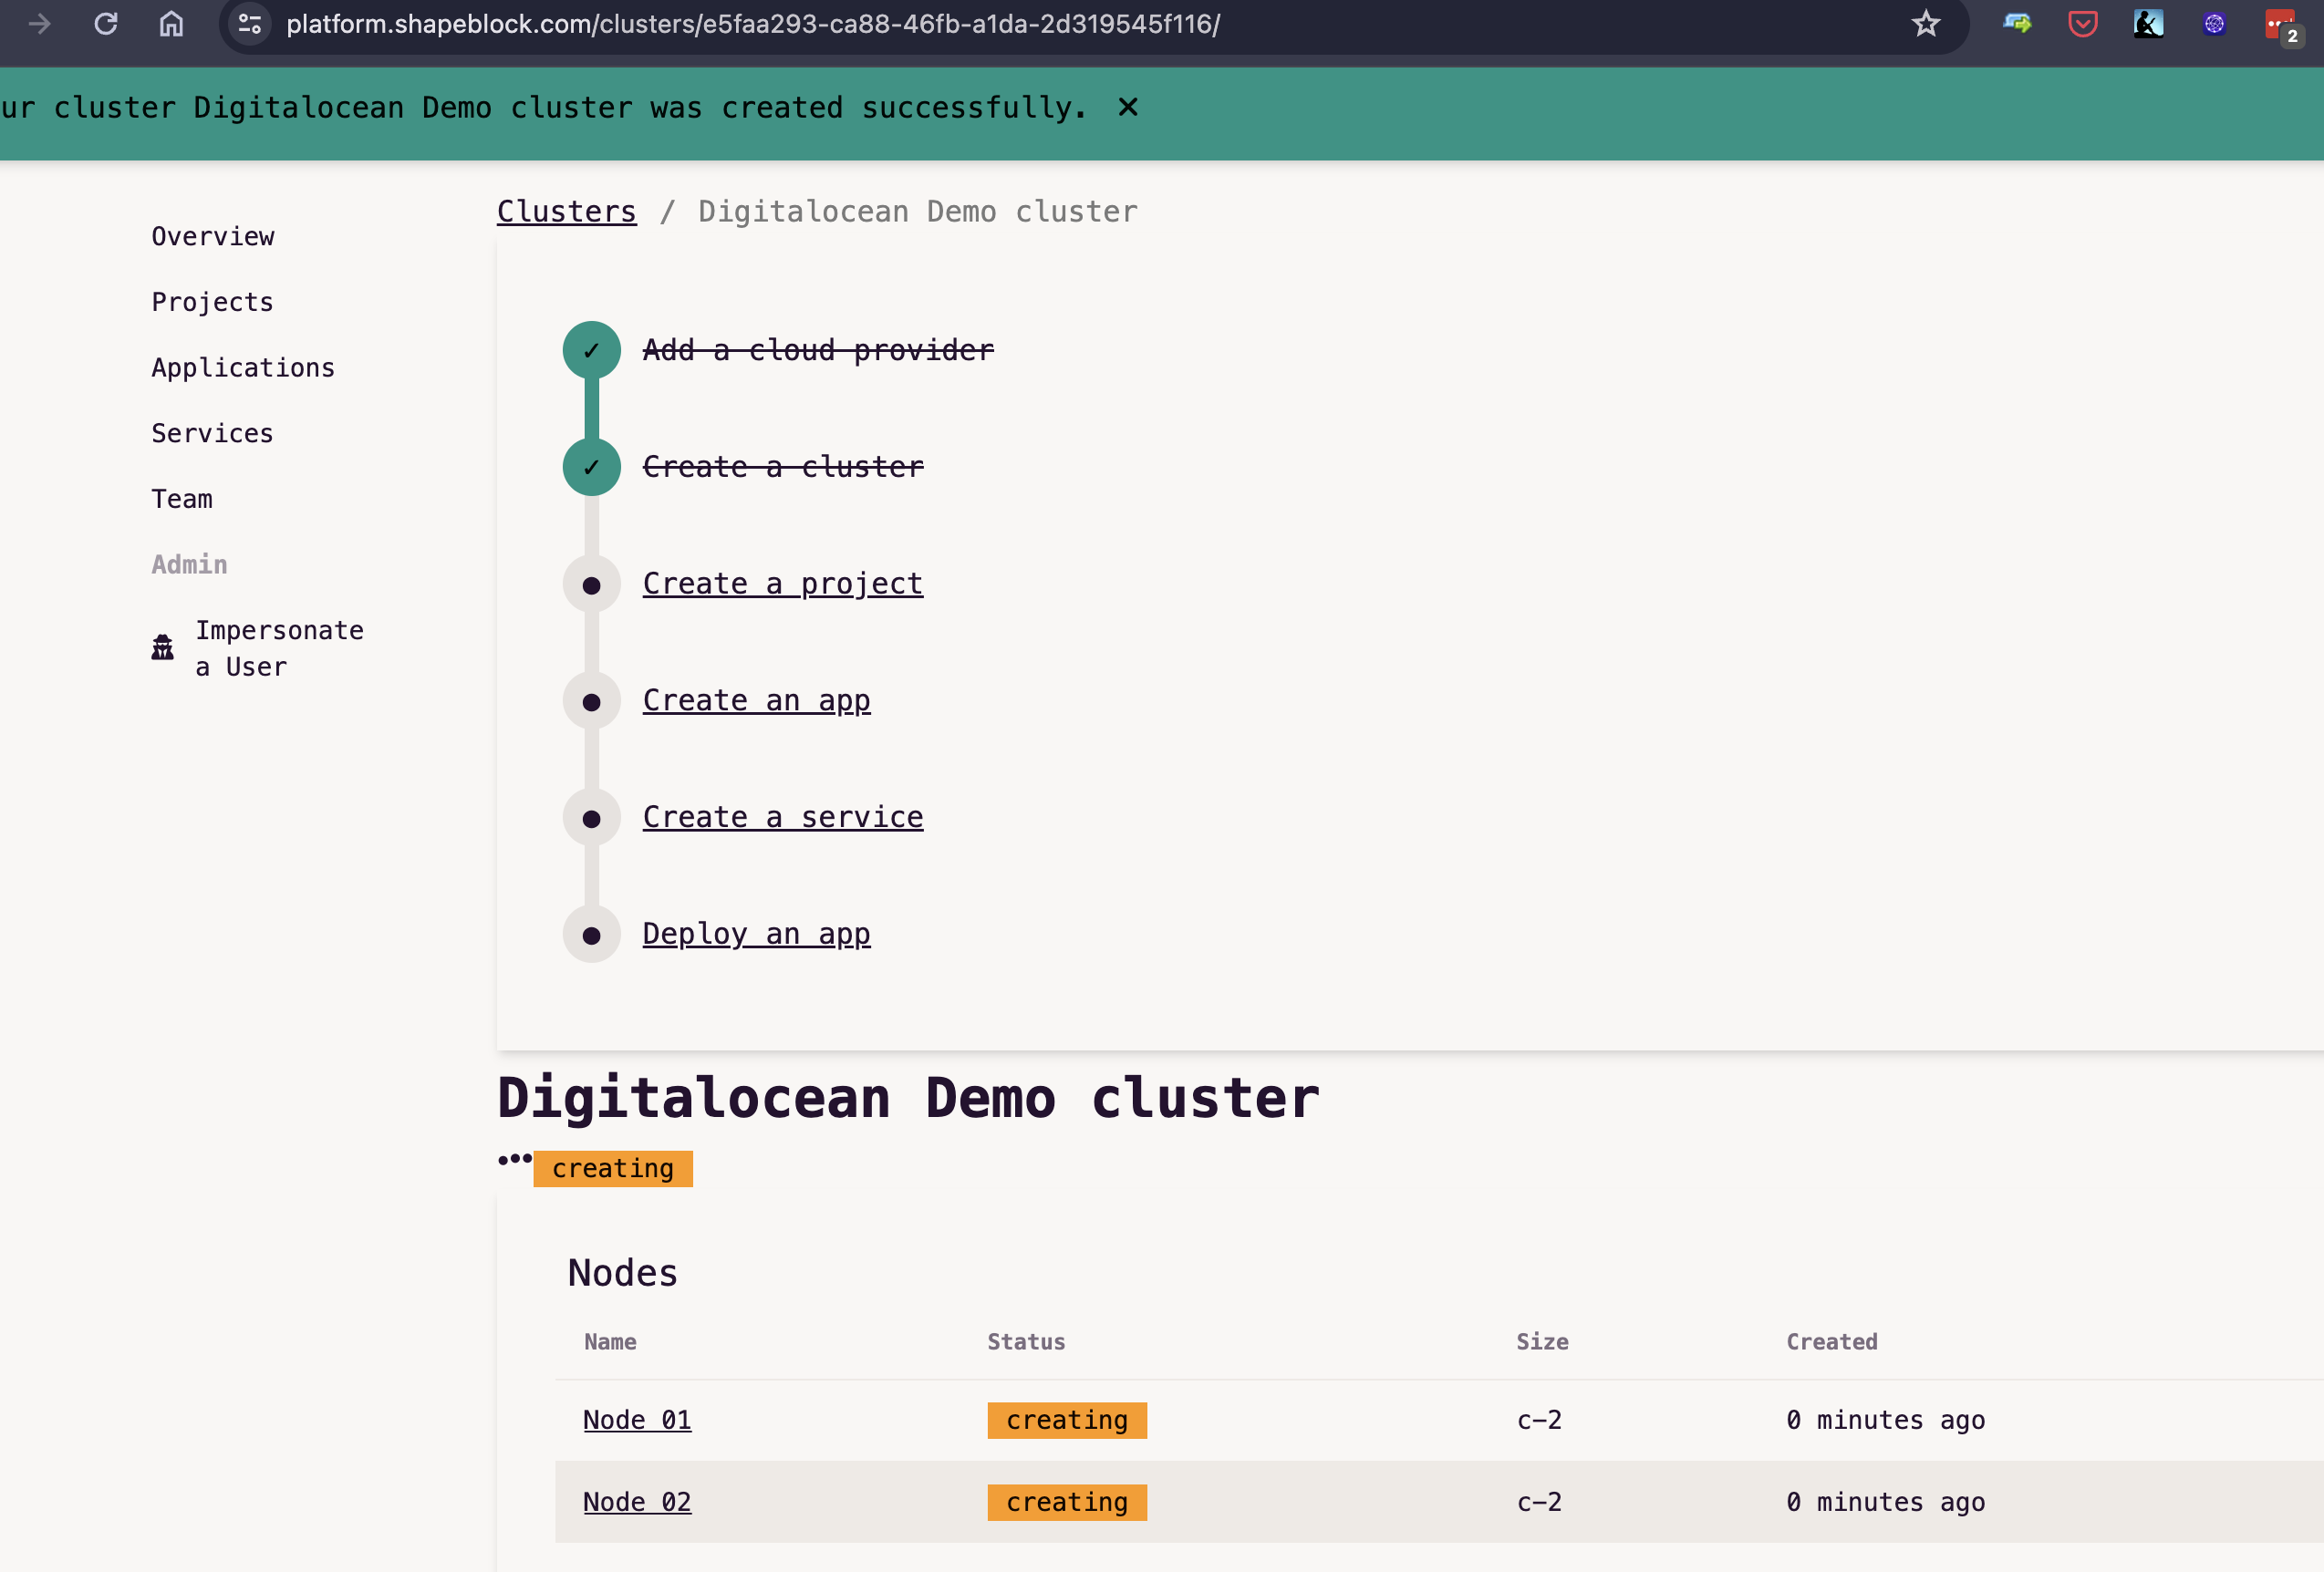 platform.shapeblock.com/clusters/e5faa293-ca88-46fb-a1da-2d319545f116/
2
ur cluster Digitalocean Demo cluster was created successfully. ✕
Clusters / Digitalocean Demo cluster
Overview
Projects
Applications
Services
Team
Admin
Impersonate
a User
✓ Add a cloud provider
✓ Create a cluster
Create a project
Create an app
Create a service
Deploy an app
Digitalocean Demo cluster
creating
Nodes
Name Status Size Created
Node 01 creating c-2 0 minutes ago
Node 02 creating c-2 0 minutes ago